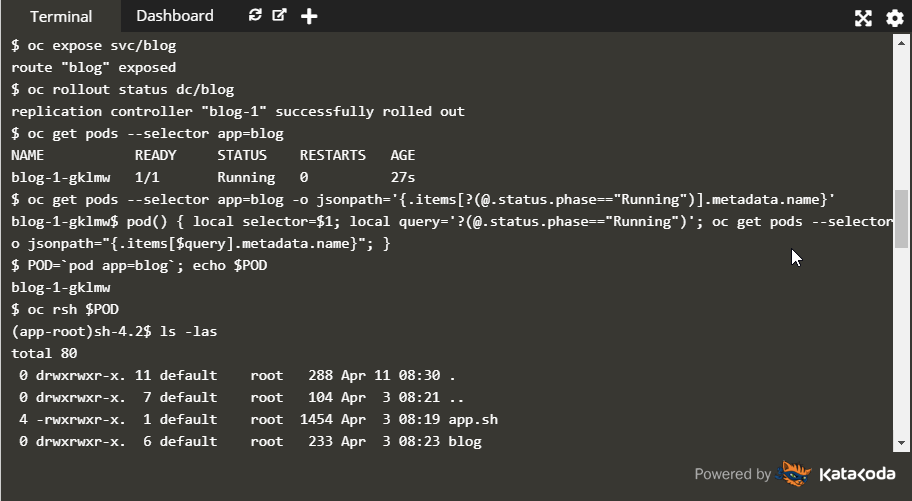 Terminal Dashboard
$ oc expose svc/blog
route "blog" exposed
$ oc rollout status dc/blog
replication controller "blog-1" successfully rolled out
$ oc get pods --selector app=blog
NAME READY STATUS RESTARTS AGE
blog-1-gklmw 1/1 Running 0 27s
$ oc get pods --selector app=blog -o jsonpath='{.items[?(@.status.phase=="Running")].metadata.name}'
blog-1-gklmw$ pod() { local selector=$1; local query='?(@.status.phase=="Running")'; oc get pods --selector
o jsonpath="{.items[$query].metadata.name}"; }
$ POD=`pod app=blog`; echo $POD
blog-1-gklmw
$ oc rsh $POD
(app-root)sh-4.2$ ls -las
total 80
0 drwxrwxr-x. 11 default root 288 Apr 11 08:30 .
0 drwxrwxr-x. 7 default root 104 Apr 3 08:21 ..
4 -rwxrwxr-x. 1 default root 1454 Apr 3 08:19 app.sh
0 drwxrwxr-x. 6 default root 233 Apr 3 08:23 blog
Powered by Katakoda